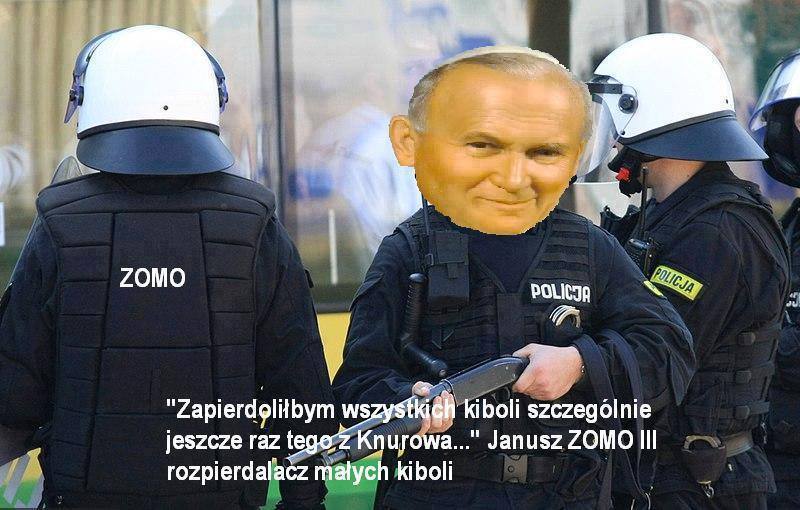 ZOMO
POLICJA
POLICJA
"Zapierdoliłbym wszystkich kiboli szczególnie
jeszcze raz tego z Knurowa..." Janusz ZOMO III
rozpierdalacz małych kiboli